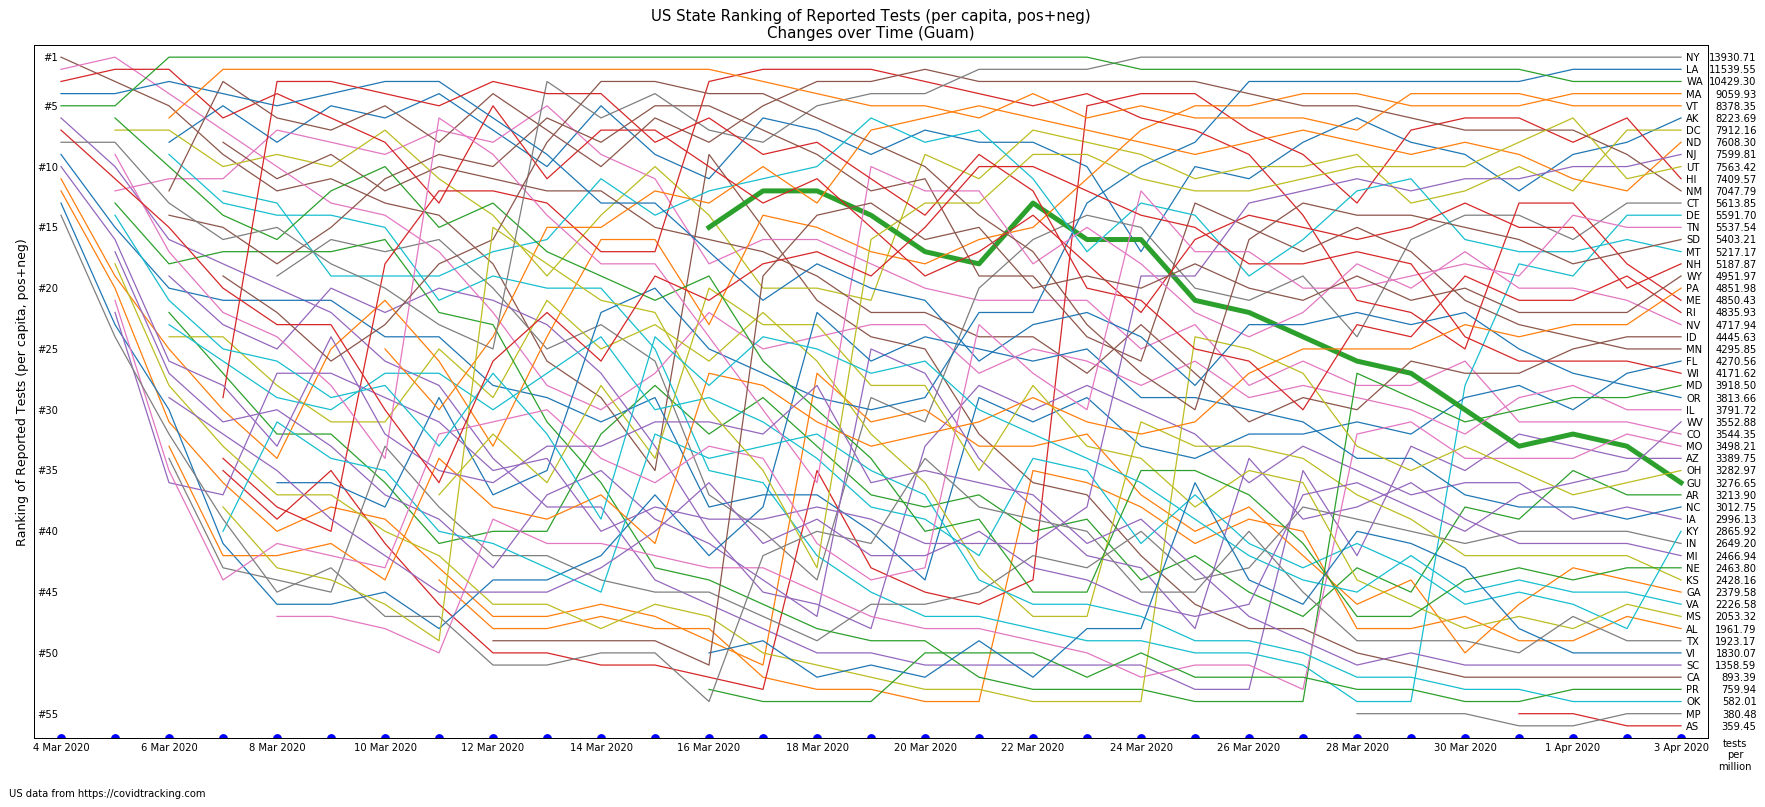 US State Ranking of Reported Tests (per capita, pos+neg)
Changes over Time (Guam)
Ranking of Reported Tests (per capita, pos+neg)
#1
#5
#10
#15
#20
#25
#30
#35
#40
#45
#50
#55
NY 13930.71
LA 11539.55
WA 10429.30
MA 9059.93
VT 8378.35
AK 8223.69
DC 7912.16
ND 7608.30
NJ 7599.81
UT 7563.42
HI 7409.57
NM 7047.79
CT 5613.85
DE 5591.70
TN 5537.54
SD 5403.21
MT 5217.17
NH 5187.87
WY 4951.97
PA 4851.98
ME 4850.43
RI 4835.93
NV 4717.94
ID 4445.63
MN 4295.85
FL 4270.56
WI 4171.62
MD 3918.50
OR 3813.66
IL 3791.72
WV 3552.88
CO 3544.35
MO 3498.21
AZ 3389.75
OH 3282.97
GU 3276.65
AR 3213.90
NC 3012.75
IA 2996.13
KY 2865.92
IN 2649.20
MI 2466.94
NE 2463.80
KS 2428.16
GA 2379.58
VA 2226.58
MS 2053.32
AL 1961.79
TX 1923.17
VI 1830.07
SC 1358.59
CA 893.39
PR 759.94
OK 582.01
MP 380.48
AS 359.45
4 Mar 2020 6 Mar 2020 8 Mar 2020 10 Mar 2020 12 Mar 2020 14 Mar 2020 16 Mar 2020 18 Mar 2020 20 Mar 2020 22 Mar 2020 24 Mar 2020 26 Mar 2020 28 Mar 2020 30 Mar 2020 1 Apr 2020 3 Apr 2020
tests
per
million
US data from https://covidtracking.com